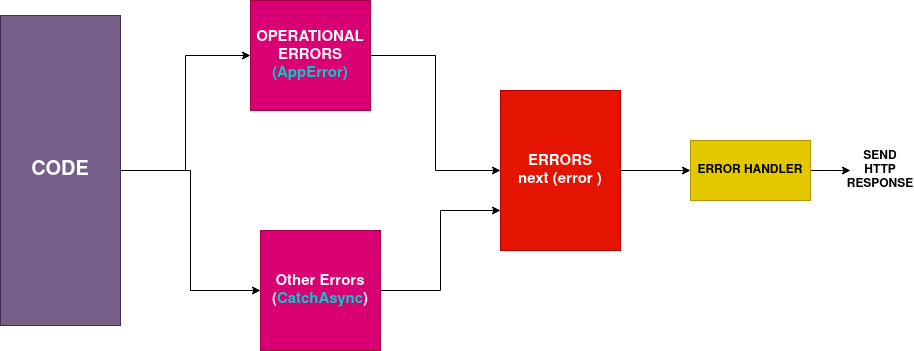 CODE
OPERATIONAL
ERRORS
(AppError)
Other Errors
(CatchAsync)
ERRORS
next (error )
ERROR HANDLER
SEND
HTTP
RESPONSE